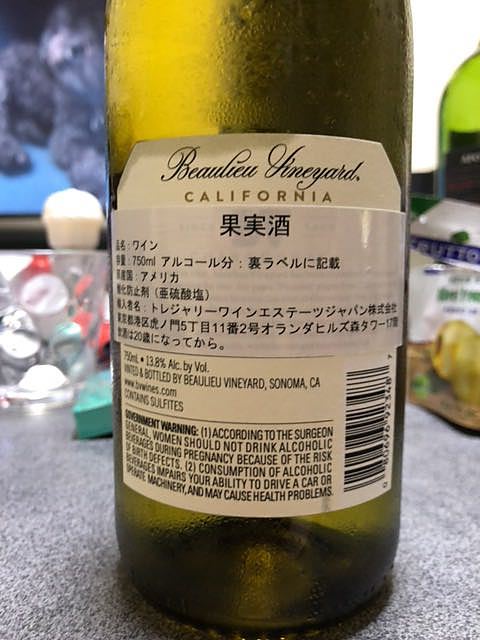 Beaulieu Vineyard®
CALIFORNIA
果実酒
品名:ワイン
容量:750ml アルコール分:裏ラベルに記載
原産国:アメリカ
酸化防止剤(亜硫酸塩)
輸入者名:トレジャリーワインエステーツジャパン株式会社
東京都港区虎ノ門5丁目11番2号オランダヒルズ森タワー17階
飲酒は20歳になってから。
750mL • 13.8% Alc. by Vol.
VINTED & BOTTLED BY BEAULIEU VINEYARD, SONOMA, CA
www.bvwines.com
CONTAINS SULFITES
GOVERNMENT WARNING: (1) ACCORDING TO THE SURGEON
GENERAL, WOMEN SHOULD NOT DRINK ALCOHOLIC
BEVERAGES DURING PREGNANCY BECAUSE OF THE RISK
OF BIRTH DEFECTS. (2) CONSUMPTION OF ALCOHOLIC
BEVERAGES IMPAIRS YOUR ABILITY TO DRIVE A CAR OR
OPERATE MACHINERY, AND MAY CAUSE HEALTH PROBLEMS.